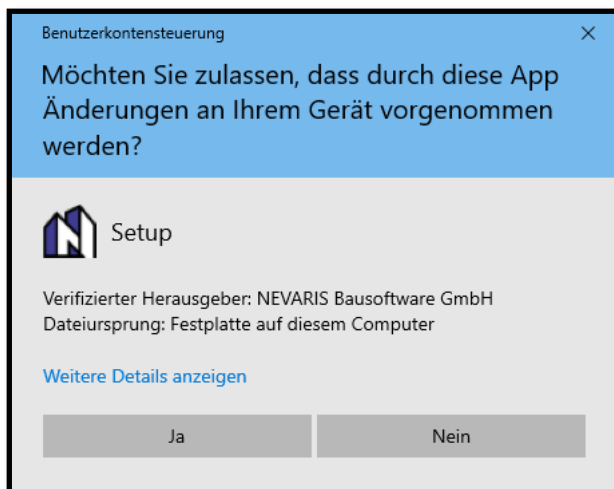 Benutzerkontensteuerung
Möchten Sie zulassen, dass durch diese App
Änderungen an Ihrem Gerät vorgenommen
werden?
Setup
Verifizierter Herausgeber: NEVARIS Bausoftware GmbH
Dateiursprung: Festplatte auf diesem Computer
Weitere Details anzeigen
Ja
Nein